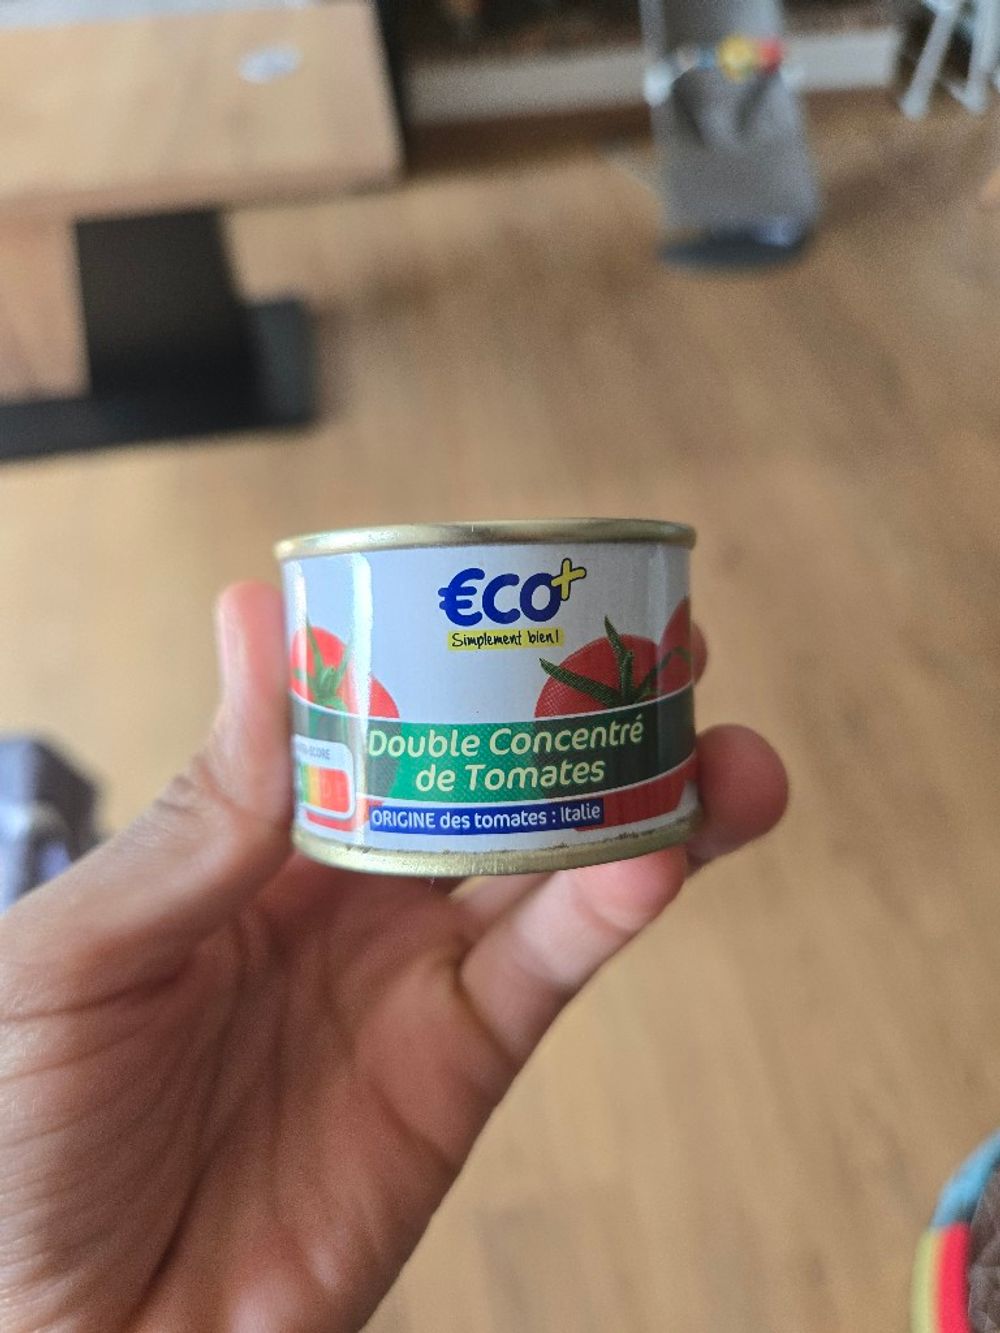 €co+
Simplement bien!
Double Concentré
de Tomates
ORIGINE des tomates : Italie